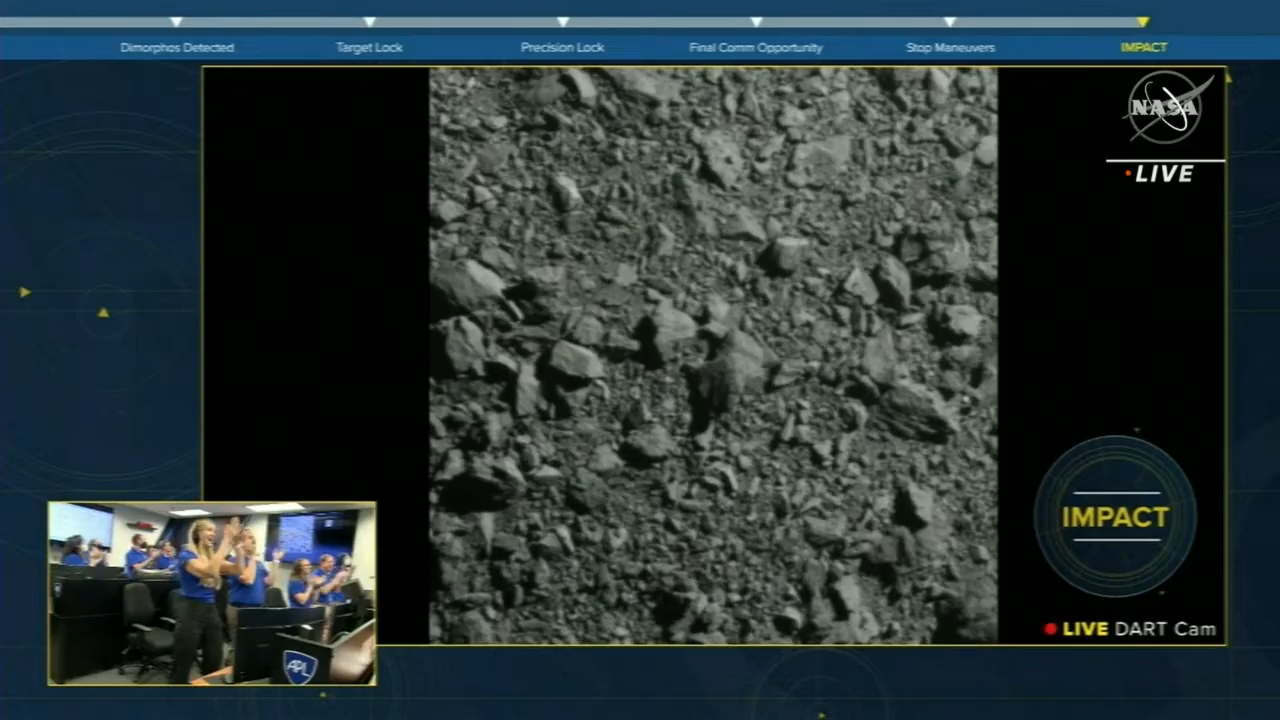 Dimorphos Detected
Target Lock
Precision Lock
Final Comm Opportunity
Stop Maneuvers
IMPACT
NASA
LIVE
IMPACT
LIVE DART Cam
APL